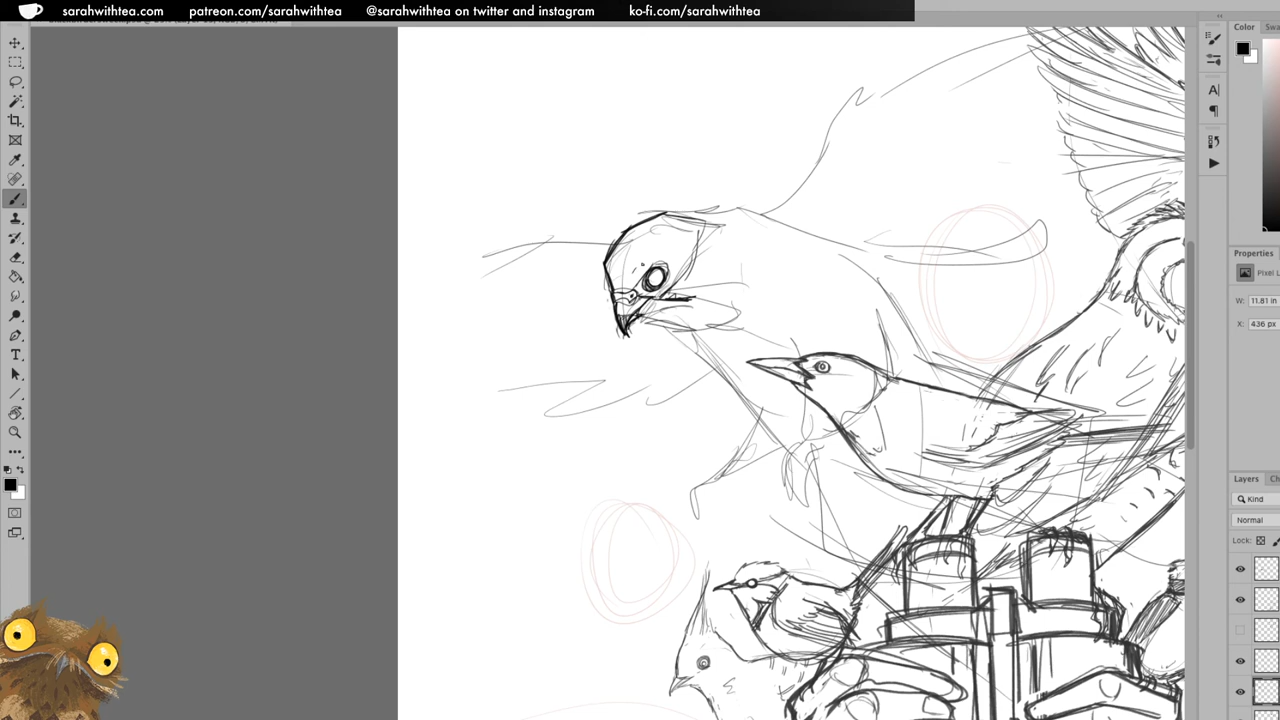 sarahwithtea.com patreon.com/sarahwithtea @sarahwithtea on twitter and instagram ko-fi.com/sarahwithtea
Color
Properties
W: 11.81 in
X: 436 px
Layers
Kind
Normal
Lock: